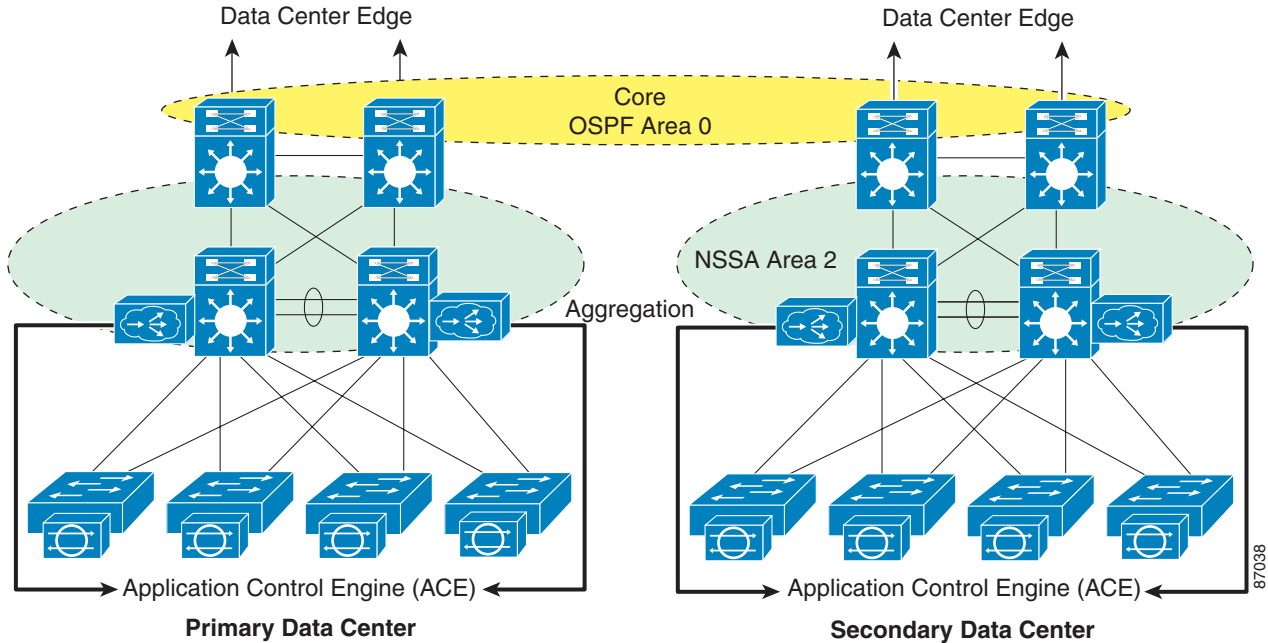 Data Center Edge
Data Center Edge
Core
OSPF Area 0
NSSA Area 2
Aggregation
Application Control Engine (ACE)
Application Control Engine (ACE)
Primary Data Center
Secondary Data Center
87038